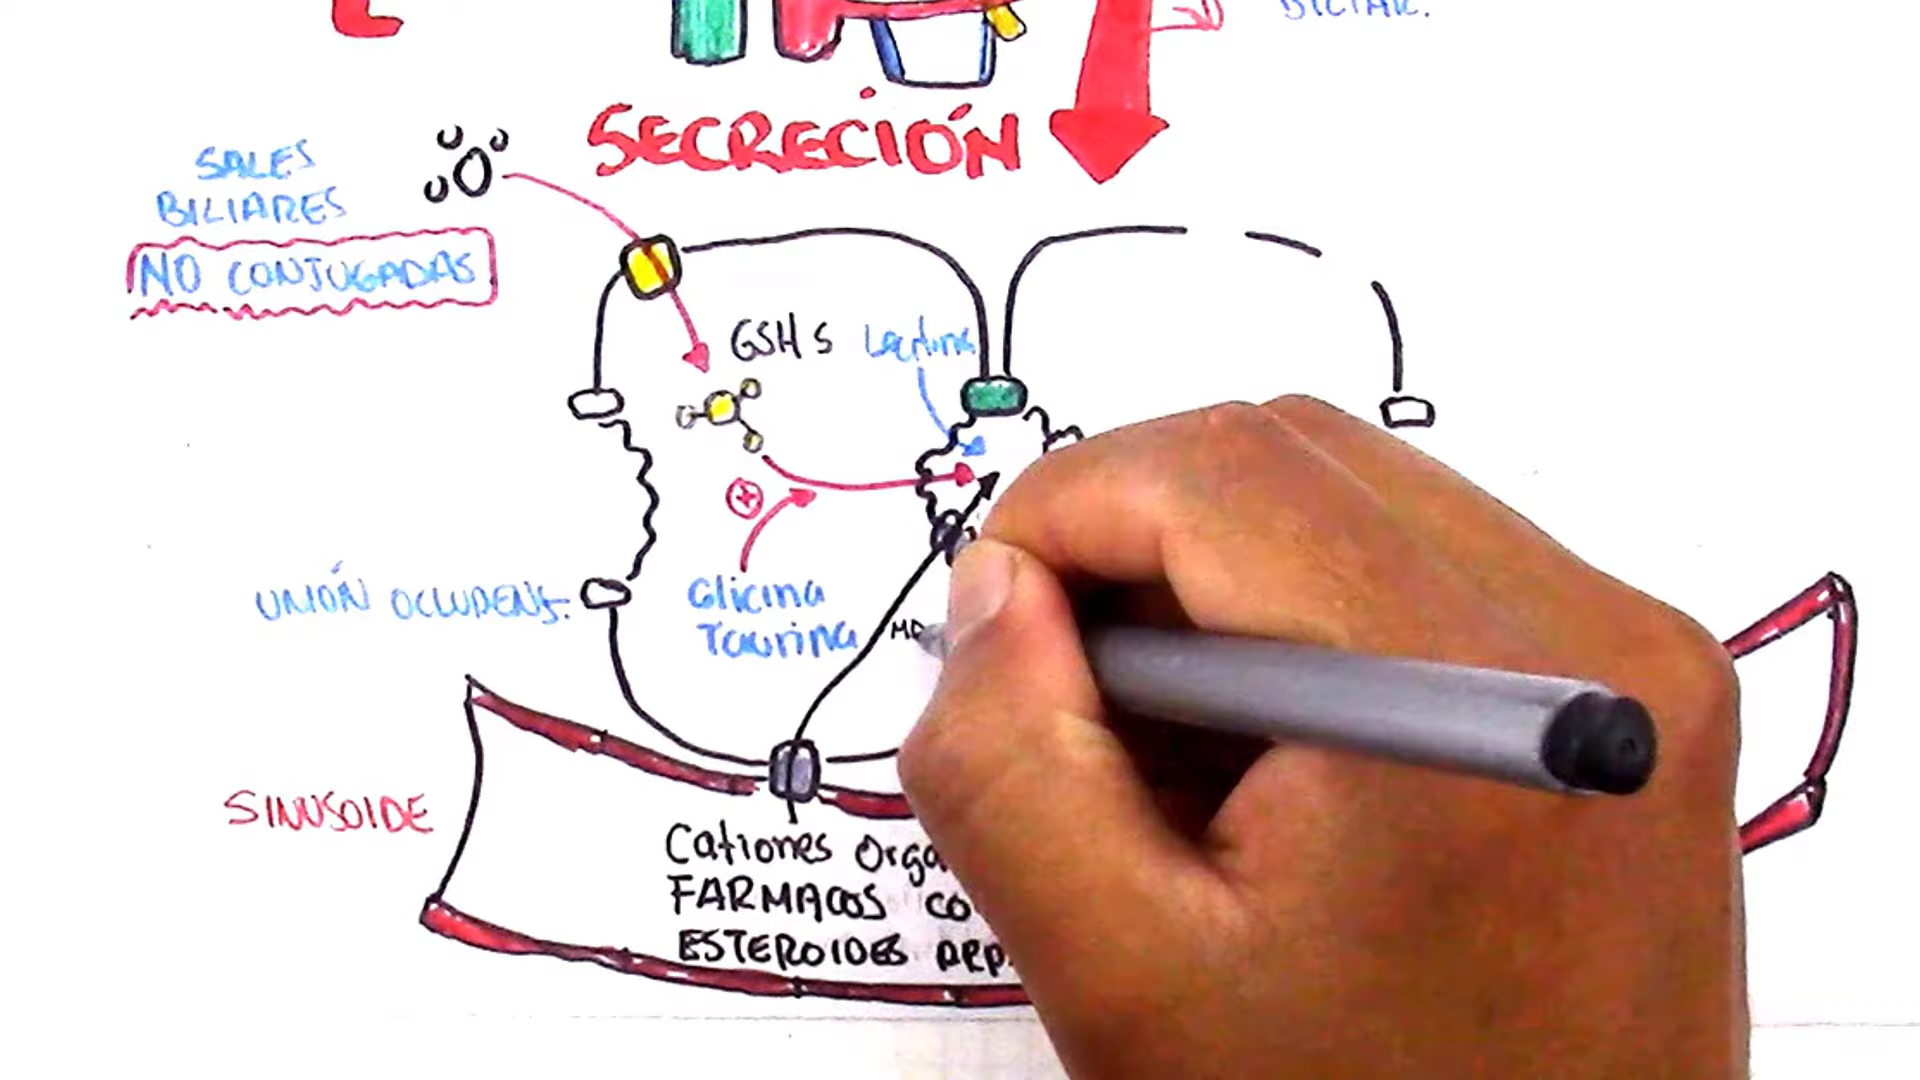 SECRECIÓN
SALES
BILIARES
NO CONJUGADAS
GSH S
Glicina
Taurina
UNIÓN OCLUDENS.
SINUSOIDE
Cationes
FARMACOS
ESTEROIDES